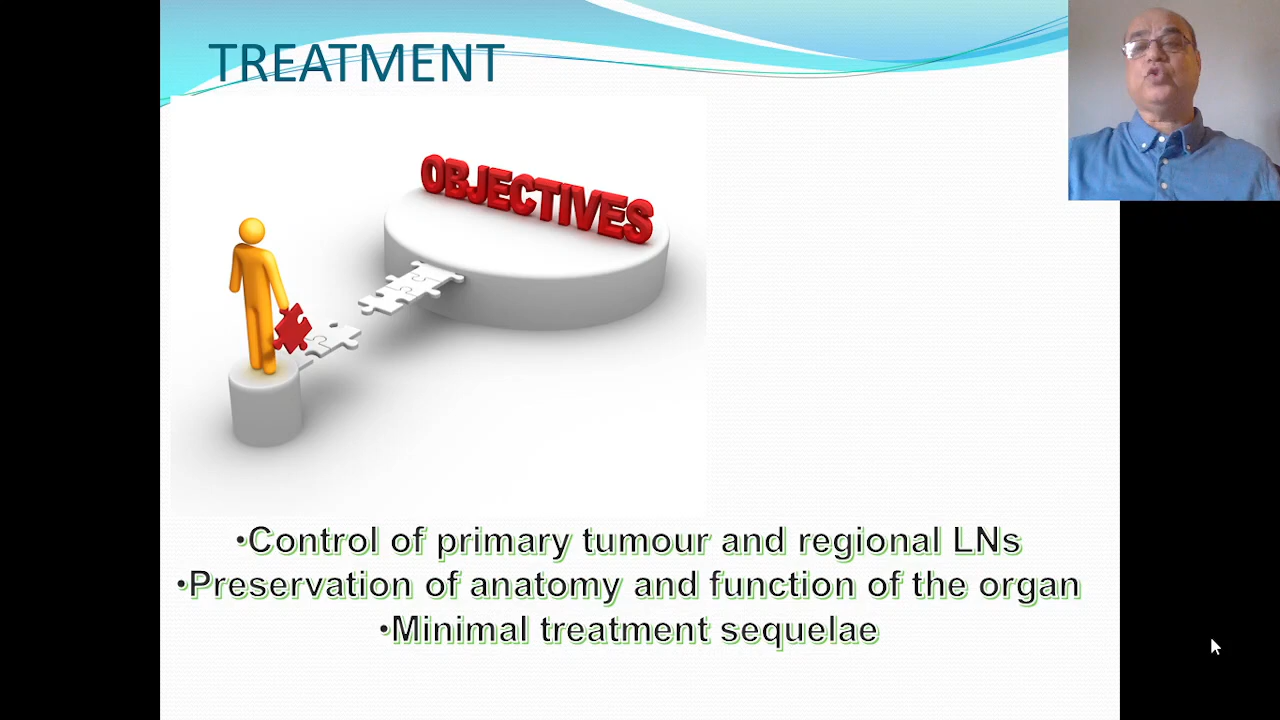 TREATMENT
OBJECTIVES
•Control of primary tumour and regional LNs
•Preservation of anatomy and function of the organ
•Minimal treatment sequelae